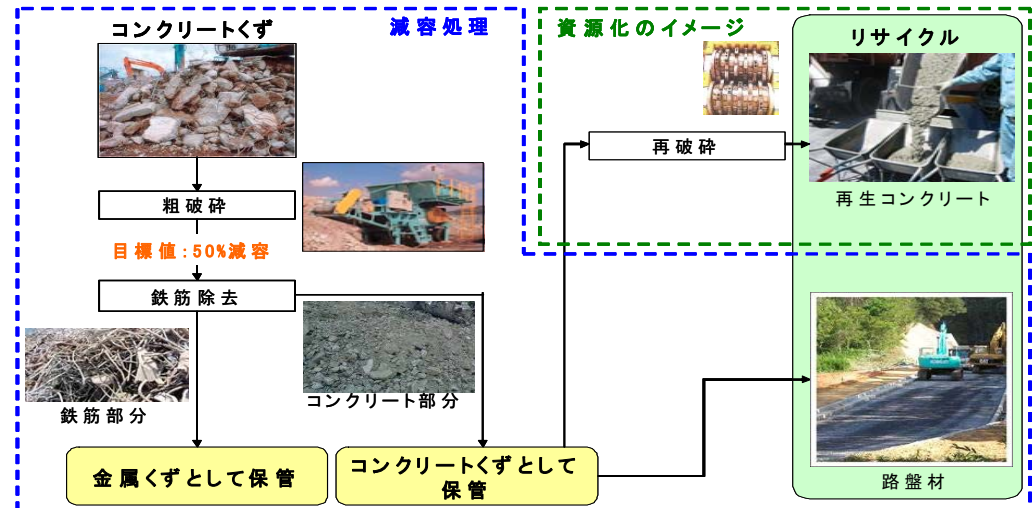 コンクリートくず
減容処理
資源化のイメージ
リサイクル
再破砕
粗破砕
再生コンクリート
目標値:50%減容
鉄筋除去
鉄筋部分
コンクリート部分
金属くずとして保管
コンクリートくずとして
保管
路盤材